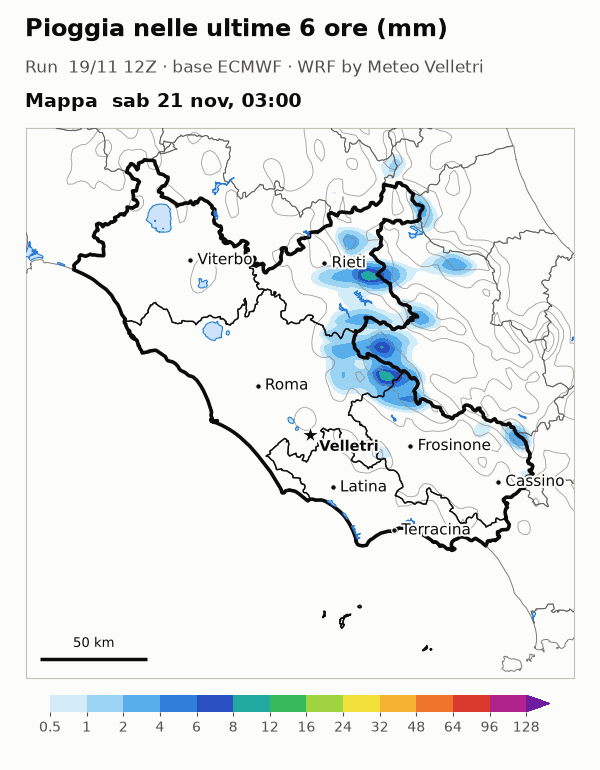 Pioggia nelle ultime 6 ore (mm)
Run  19/11 12Z · base ECMWF · WRF by Meteo Velletri
Mappa  sab 21 nov, 03:00
Viterbo
Rieti
Roma
Velletri
Frosinone
Latina
Cassino
Terracina
50 km
0.5 1 2 4 6 8 12 16 24 32 48 64 96 128